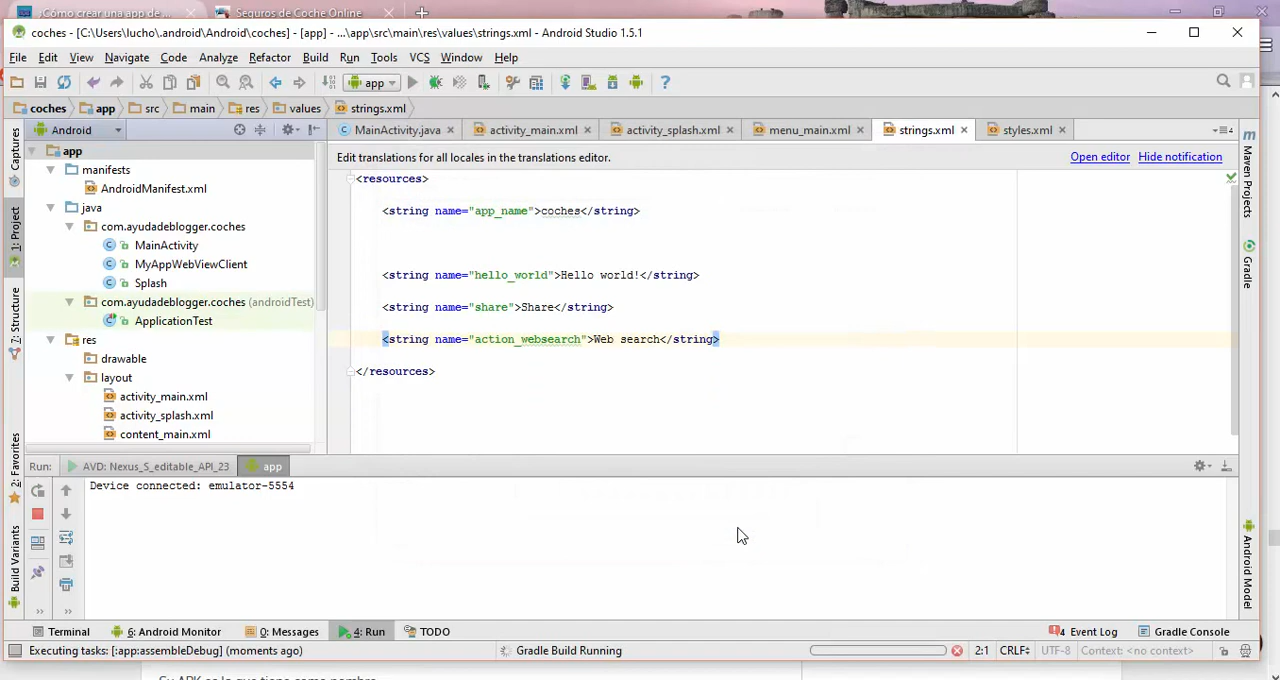 ¿Cómo crear una app de
Seguros de Coche Online
coches - [C:\Users\lucho\.android\Android\coches] - [app] - ...\app\src\main\res\values\strings.xml - Android Studio 1.5.1
File Edit View Navigate Code Analyze Refactor Build Run Tools VCS Window Help
app
coches app src main res values strings.xml
Android
MainActivity.java activity_main.xml activity_splash.xml menu_main.xml strings.xml styles.xml
Edit translations for all locales in the translations editor. Open editor Hide notification
app
manifests
AndroidManifest.xml
java
com.ayudadeblogger.coches
MainActivity
MyAppWebViewClient
Splash
com.ayudadeblogger.coches (androidTest)
ApplicationTest
res
drawable
layout
activity_main.xml
activity_splash.xml
content_main.xml
<resources>
<string name="app_name">coches</string>
<string name="hello_world">Hello world!</string>
<string name="share">Share</string>
<string name="action_websearch">Web search</string>
</resources>
Captures
1: Project
7: Structure
2: Favorites
Build Variants
Maven Projects
Gradle
Android Model
Run: AVD: Nexus_S_editable_API_23 app
Device connected: emulator-5554
Terminal 6: Android Monitor 0: Messages 4: Run TODO Event Log Gradle Console
Executing tasks: [:app:assembleDebug] (moments ago) Gradle Build Running 2:1 CRLF UTF-8 Context: <no context>
Su APK es lo que tiene como nombre